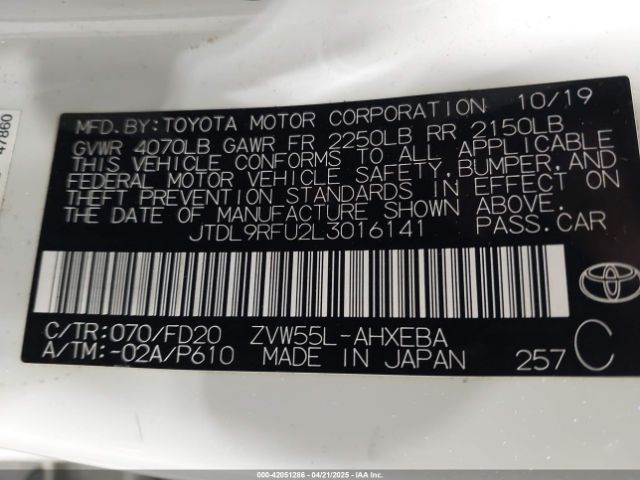 47860
MFD.BY:TOYOTA MOTOR CORPORATION 10/19
GVWR 4070LB GAWR FR 2250LB RR 2150LB
THIS VEHICLE CONFORMS TO ALL APPLICABLE
FEDERAL MOTOR VEHICLE SAFETY,BUMPER,AND
THEFT PREVENTION STANDARDS IN EFFECT ON
THE DATE OF MANUFACTURE SHOWN ABOVE.
JTDL9RFU2L3016141 PASS.CAR
C/TR:070/FD20 ZVW55L-AHXEBA
A/TM:-02A/P610 MADE IN JAPAN 257 C
TOYOTA
000-42051286 - 04/21/2025 - IAA Inc.